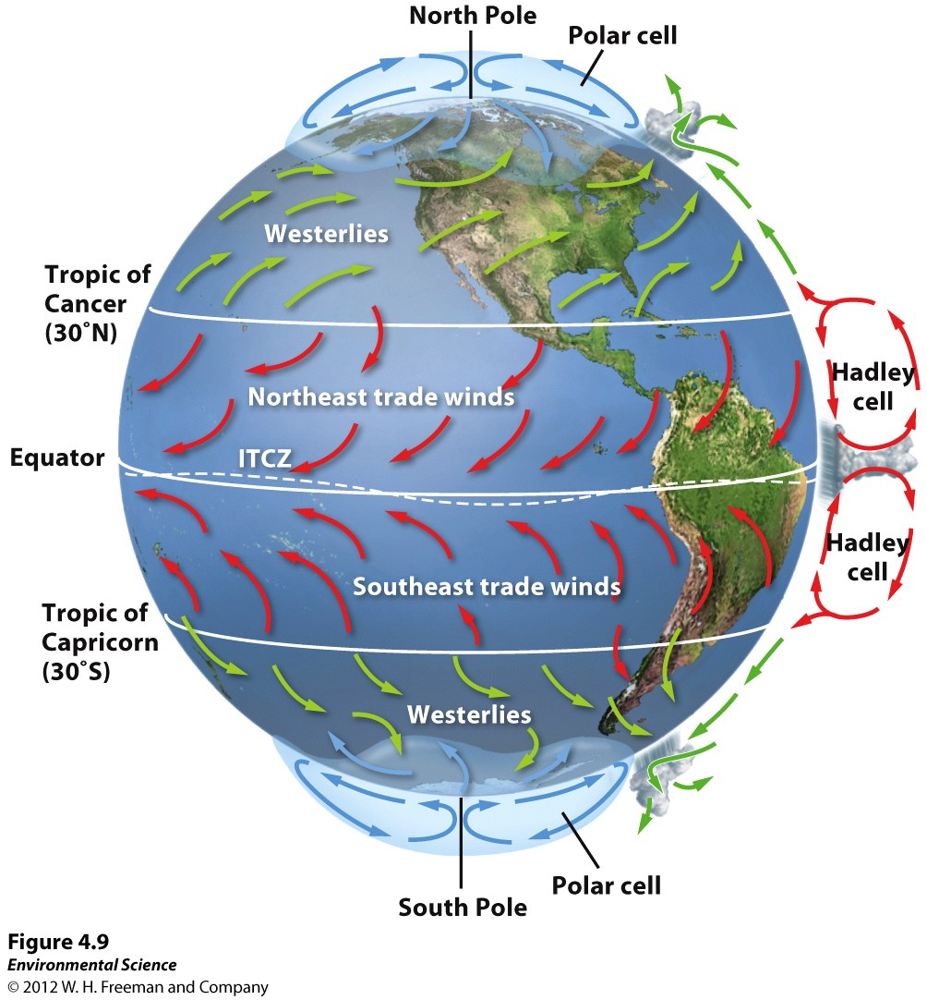 North Pole
Polar cell
Westerlies
Tropic of
Cancer
(30°N)
Hadley
cell
Northeast trade winds
Equator
ITCZ
Hadley
cell
Southeast trade winds
Tropic of
Capricorn
(30°S)
Westerlies
Polar cell
South Pole
Figure 4.9
Environmental Science
© 2012 W. H. Freeman and Company